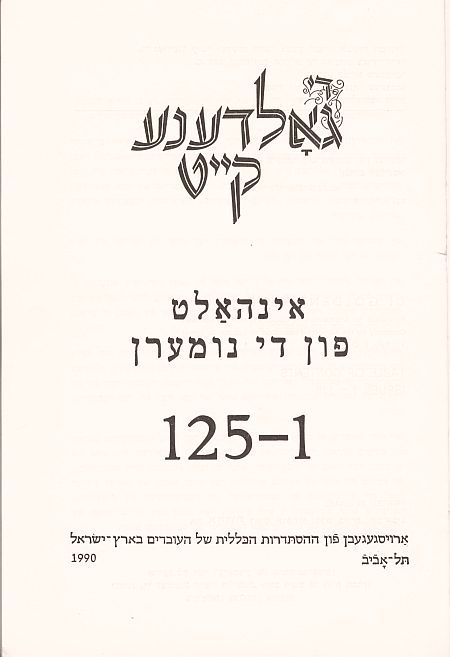 די
גאָלדענע
קייט
אינהאַלט
פון די נומערן
125–1
אַרויסגעגעבן פֿון ההסתדרות הכללית של העובדים בארץ־ישראל
תל־אָבֿיבֿ 1990